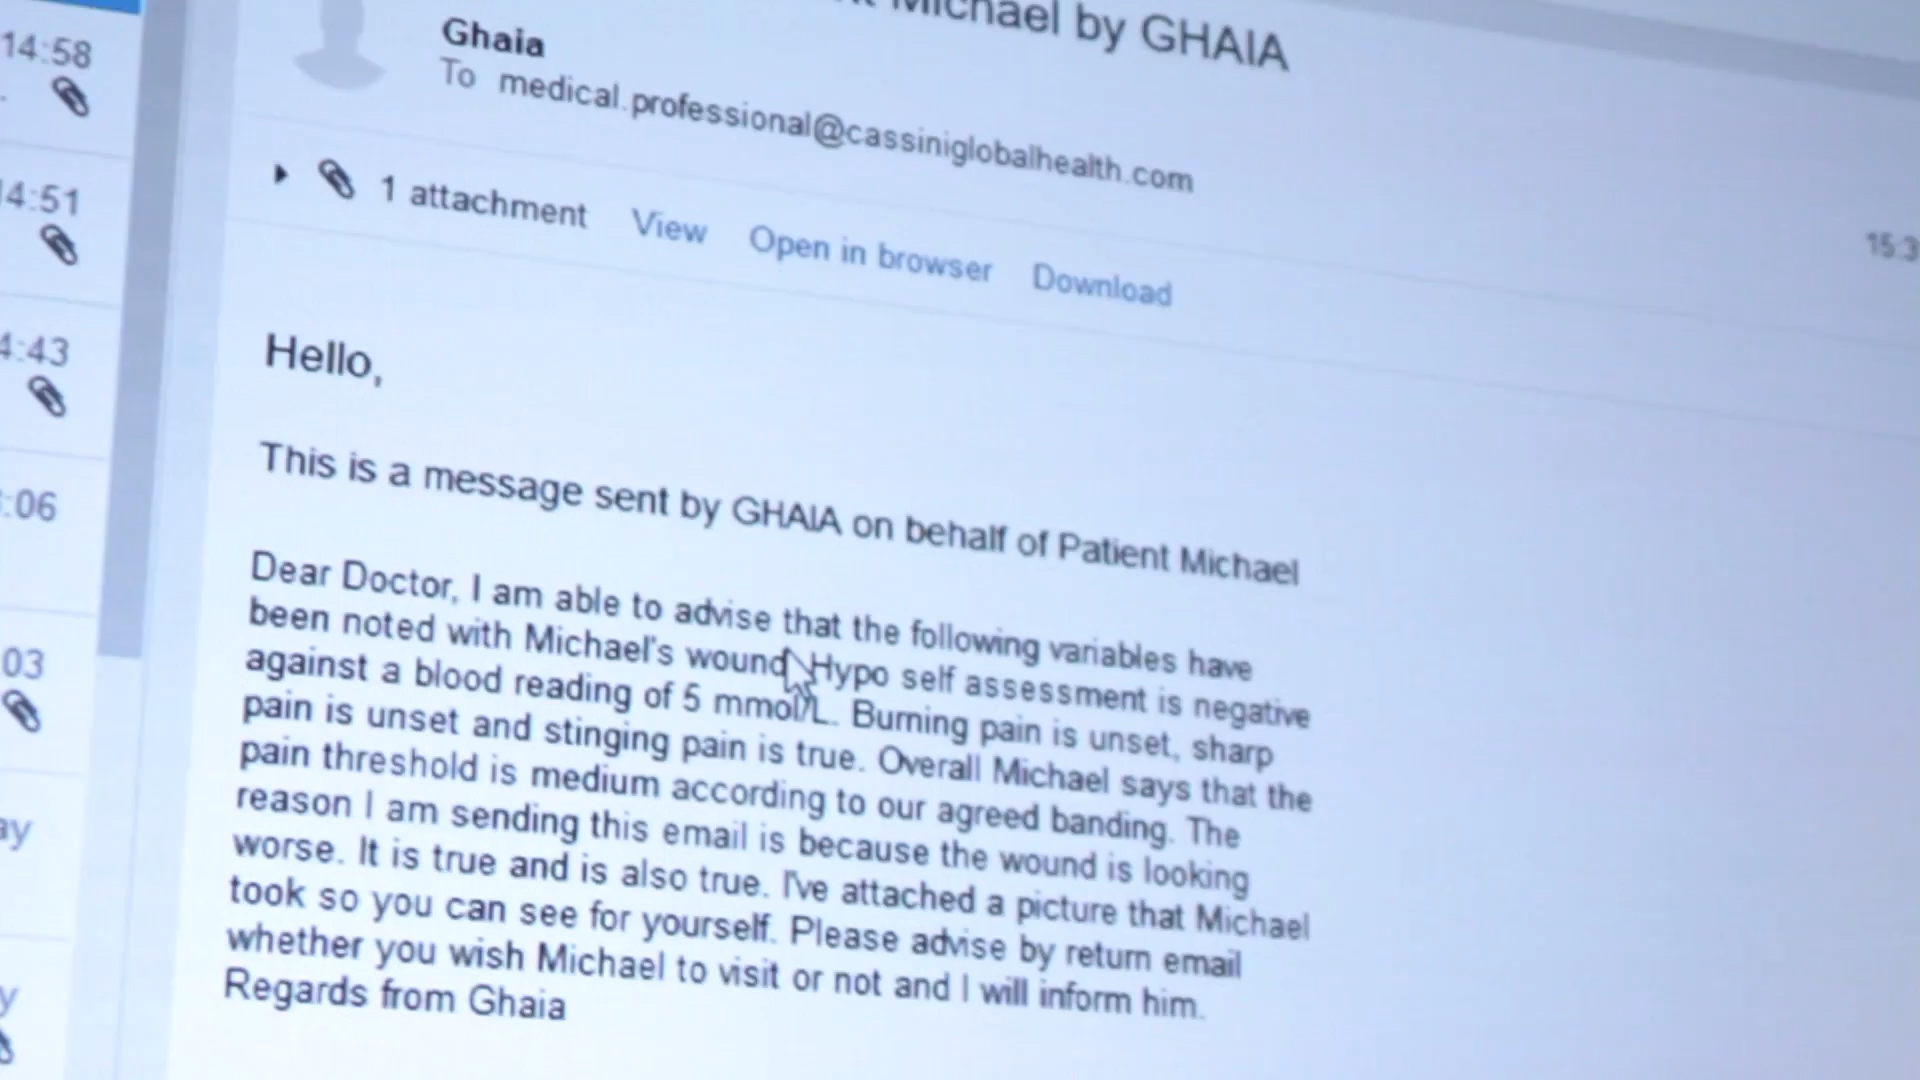 Michael by GHAIA
Ghaia
To medical.professional@cassiniglobalhealth.com
1 attachment View Open in browser Download
14:58
14:51
4:43
:06
03
ay
y
15:3
Hello,
This is a message sent by GHAIA on behalf of Patient Michael
Dear Doctor, I am able to advise that the following variables have
been noted with Michael's wound. Hypo self assessment is negative
against a blood reading of 5 mmol/L. Burning pain is unset, sharp
pain is unset and stinging pain is true. Overall Michael says that the
pain threshold is medium according to our agreed banding. The
reason I am sending this email is because the wound is looking
worse. It is true and is also true. I've attached a picture that Michael
took so you can see for yourself. Please advise by return email
whether you wish Michael to visit or not and I will inform him.
Regards from Ghaia